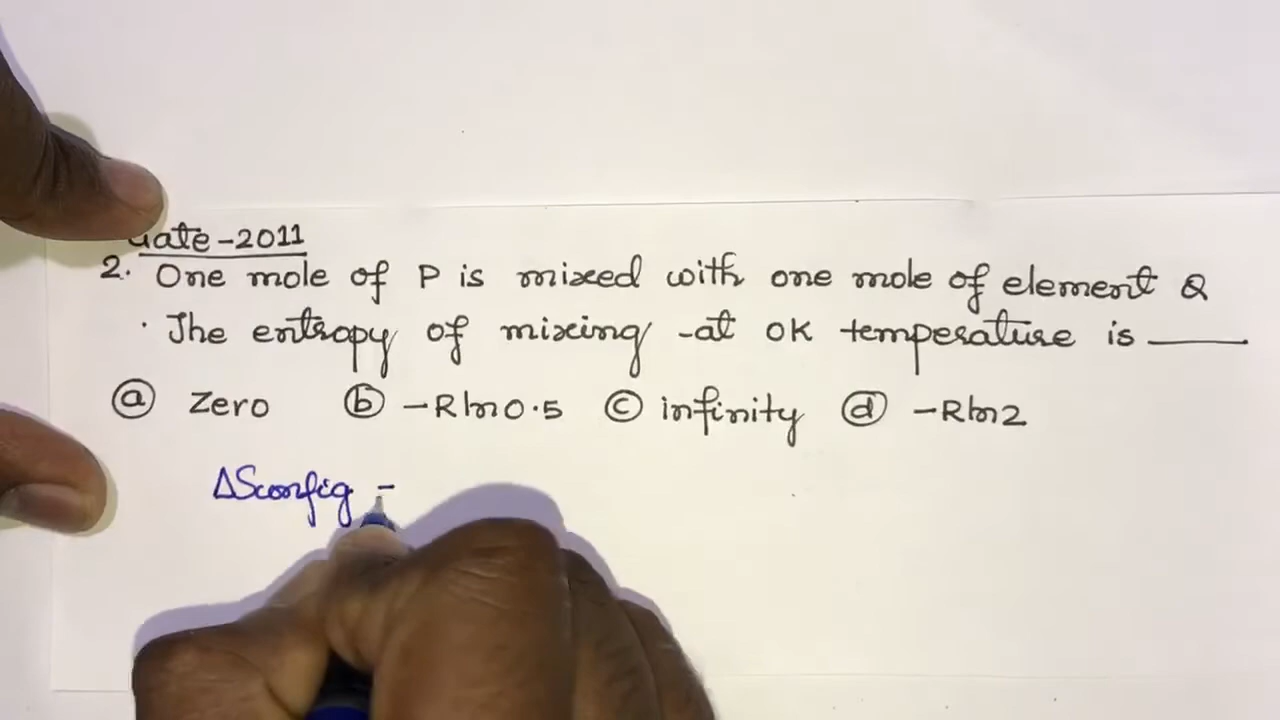 Gate-2011
2. One mole of P is mixed with one mole of element Q
. The entropy of mixing at 0K temperature is ____
ⓐ Zero ⓑ -Rln0.5 ⓒ infinity ⓓ -Rln2
ΔSconfig -